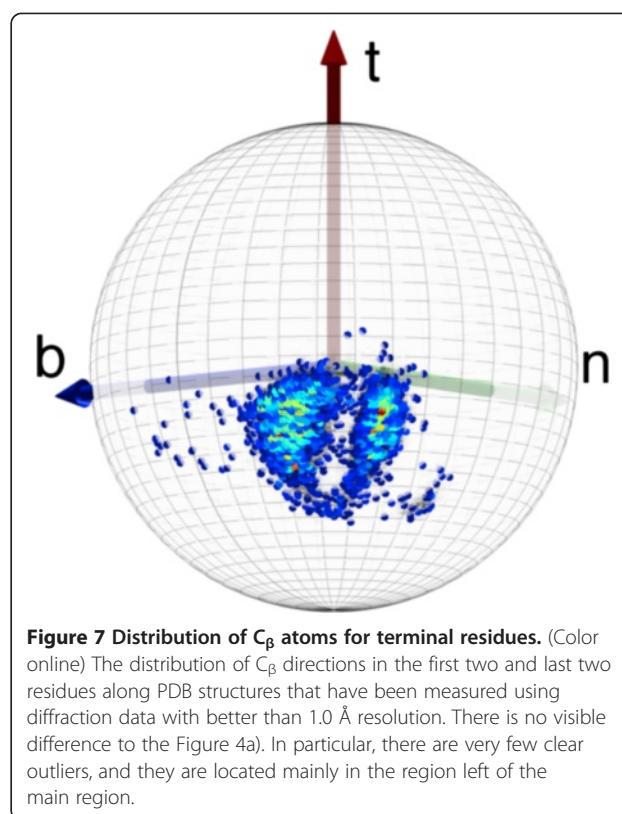 t
b
n
Figure 7 Distribution of Cβ atoms for terminal residues. (Color
online) The distribution of Cβ directions in the first two and last two
residues along PDB structures that have been measured using
diffraction data with better than 1.0 Å resolution. There is no visible
difference to the Figure 4a). In particular, there are very few clear
outliers, and they are located mainly in the region left of the
main region.